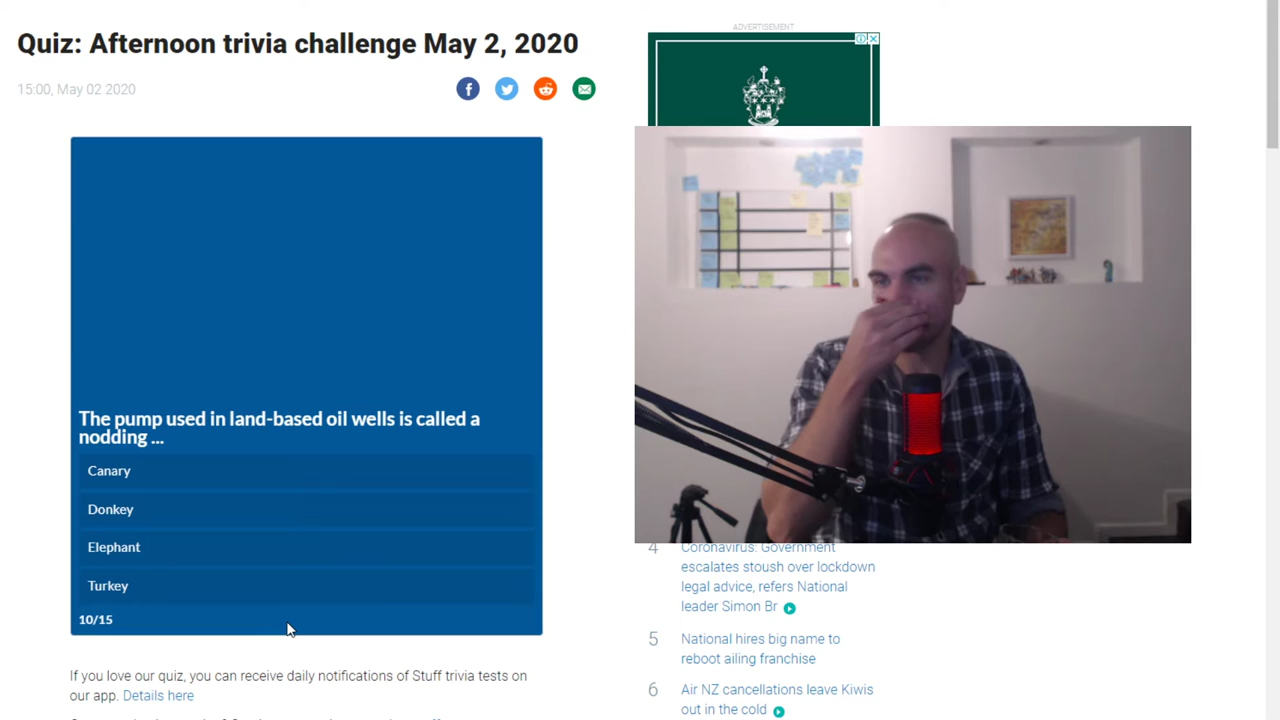 Quiz: Afternoon trivia challenge May 2, 2020
15:00, May 02 2020
ADVERTISEMENT
The pump used in land-based oil wells is called a
nodding ...
Canary
Donkey
Elephant
Turkey
10/15
If you love our quiz, you can receive daily notifications of Stuff trivia tests on
our app. Details here
4 Coronavirus: Government
escalates stoush over lockdown
legal advice, refers National
leader Simon Br
5 National hires big name to
reboot ailing franchise
6 Air NZ cancellations leave Kiwis
out in the cold